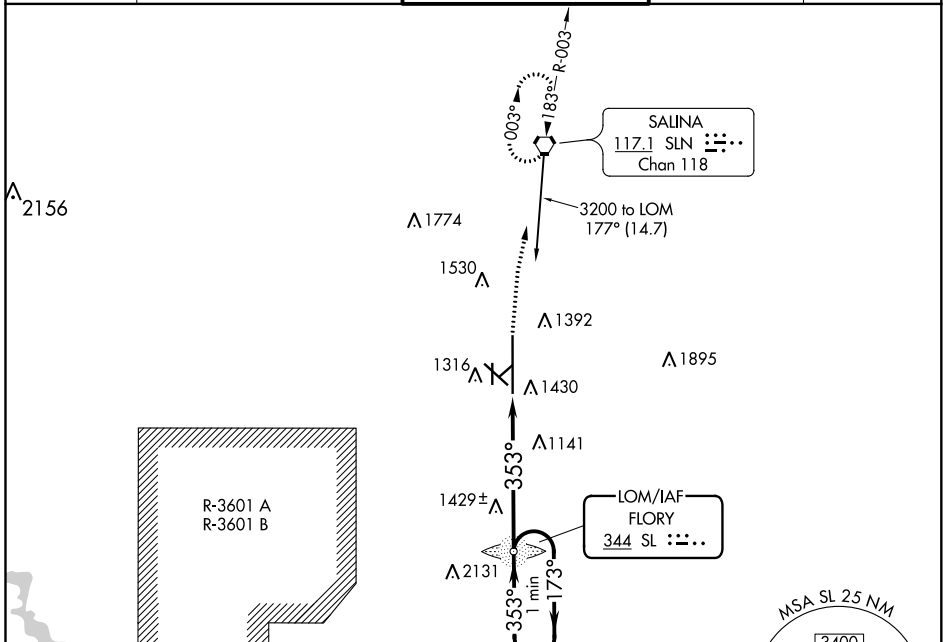 R-003
183°
003°
SALINA
117.1 SLN
Chan 118
2156
1774
3200 to LOM
177° (14.7)
1530
1392
1316
1895
1430
353°
1141
R-3601 A
R-3601 B
1429±
LOM/IAF
FLORY
344 SL
2131
353°
1 min
173°
MSA SL 25 NM
3400